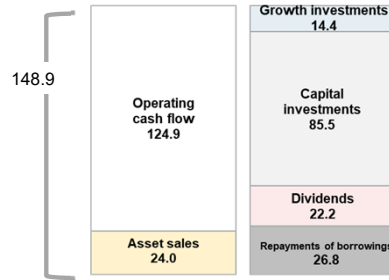 148.9
Operating
cash flow
124.9
Asset sales
24.0
Growth investments
14.4
Capital
investments
85.5
Dividends
22.2
Repayments of borrowings
26.8